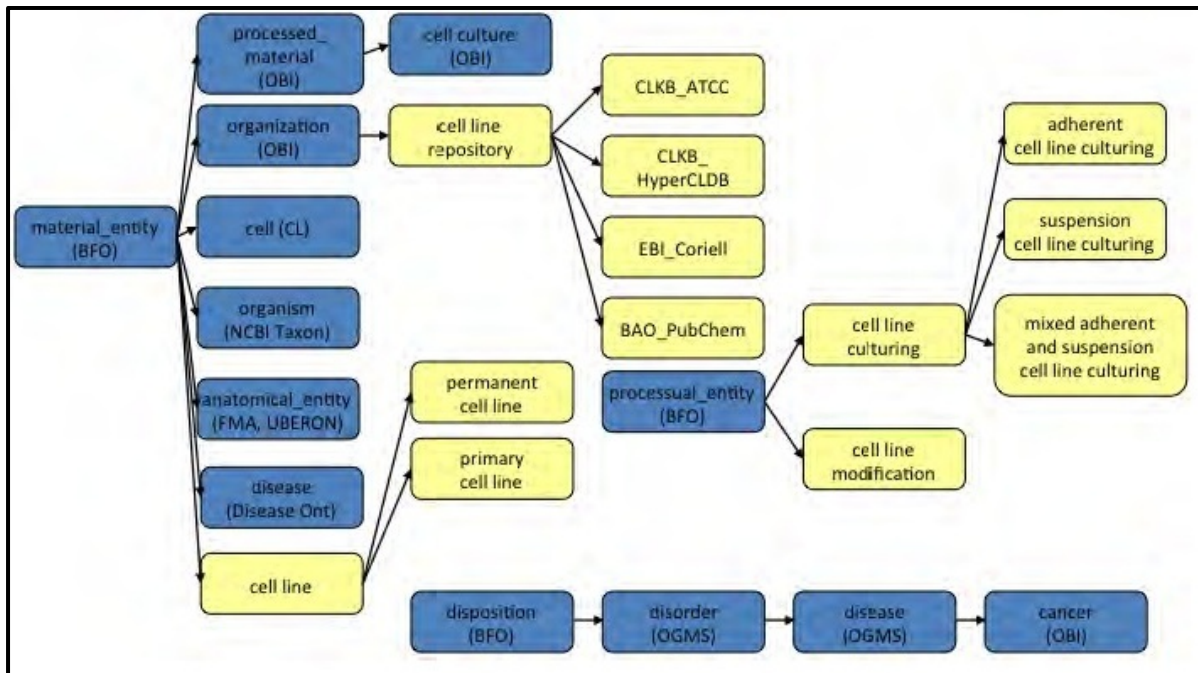 processed_
material
(OBI)
cell culture
(OBI)
organization
(OBI)
cell line
repository
CLKB_ATCC
CLKB_
HyperCLDB
EBI_Coriell
BAO_PubChem
material_entity
(BFO)
cell (CL)
organism
(NCBI Taxon)
anatomical_entity
(FMA, UBERON)
disease
(Disease Ont)
cell line
permanent
cell line
primary
cell line
processual_entity
(BFO)
cell line
culturing
cell line
modification
adherent
cell line culturing
suspension
cell line culturing
mixed adherent
and suspension
cell line culturing
disposition
(BFO)
disorder
(OGMS)
disease
(OGMS)
cancer
(OBI)